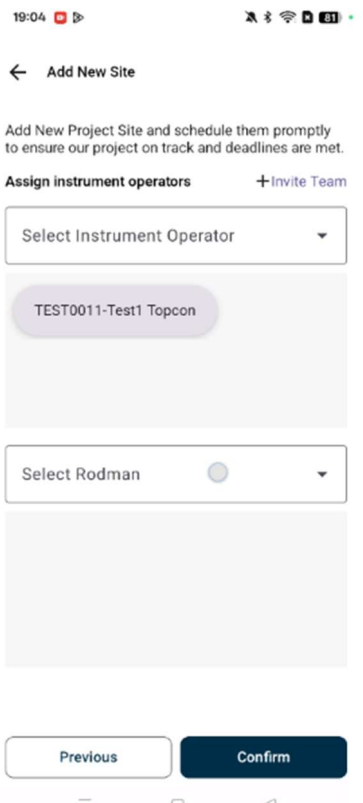 19:04 81
Add New Site
Add New Project Site and schedule them promptly
to ensure our project on track and deadlines are met.
Assign instrument operators +Invite Team
Select Instrument Operator
TEST0011-Test1 Topcon
Select Rodman
Previous Confirm